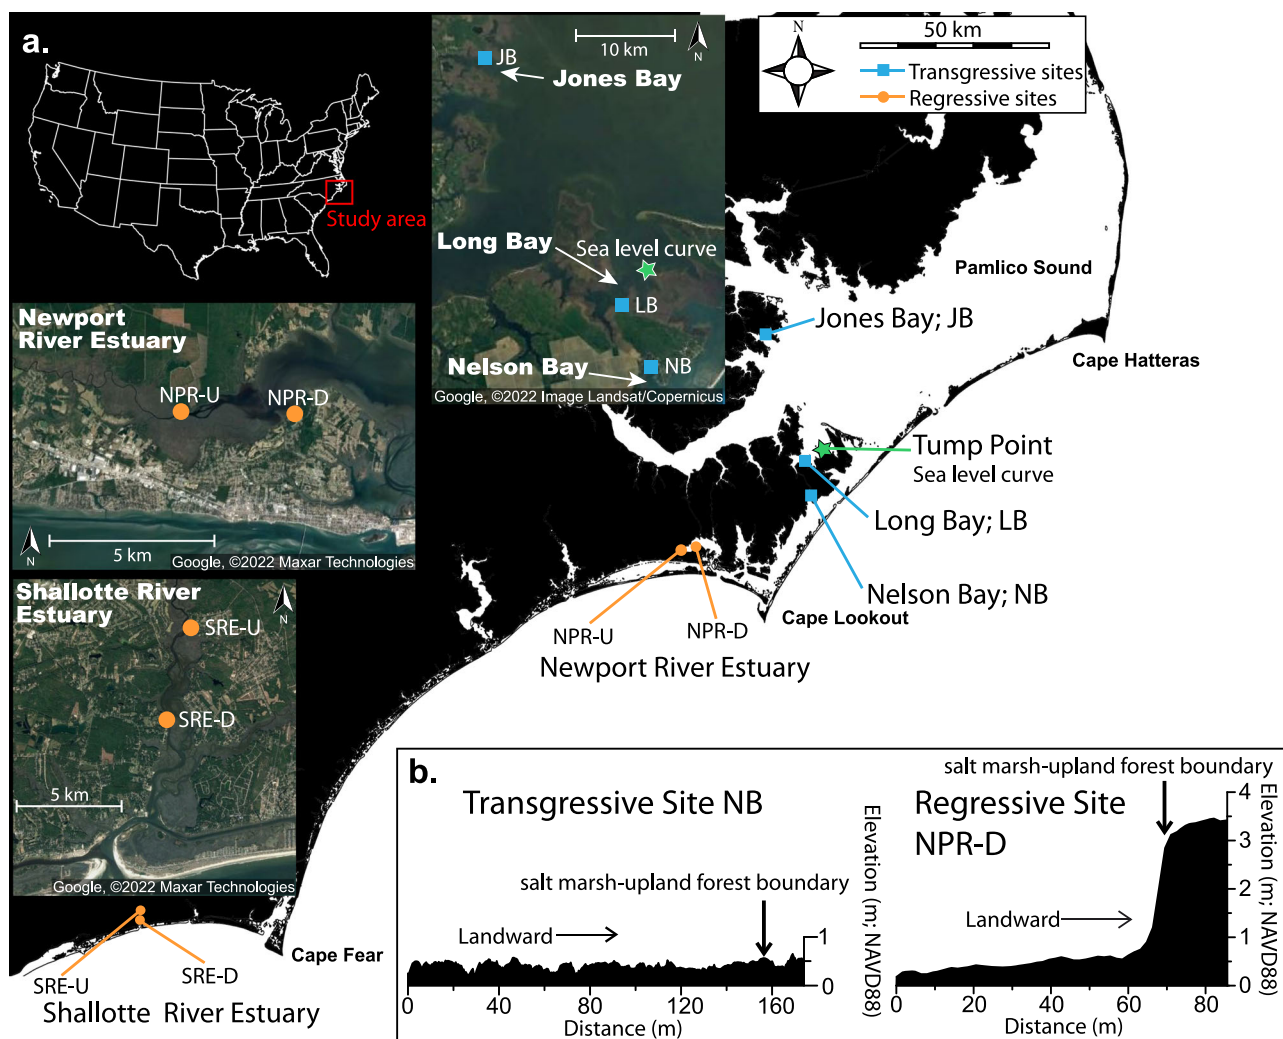 a.
Study area
10 km
N
JB
Jones Bay
Long Bay
Sea level curve
LB
Nelson Bay
NB
Google, ©2022 Image Landsat/Copernicus
N
50 km
Transgressive sites
Regressive sites
Pamlico Sound
Jones Bay; JB
Cape Hatteras
Tump Point
Sea level curve
Long Bay; LB
Nelson Bay; NB
Cape Lookout
NPR-U
NPR-D
Newport River Estuary
Newport
River Estuary
NPR-U
NPR-D
N
5 km
Google, ©2022 Maxar Technologies
Shallotte River
Estuary
N
SRE-U
SRE-D
5 km
Google, ©2022 Maxar Technologies
Cape Fear
SRE-U
SRE-D
Shallotte River Estuary
b.
Transgressive Site NB
salt marsh-upland forest boundary
Landward
1
0
Elevation (m; NAVD88)
0
40
80
120
160
Distance (m)
salt marsh-upland forest boundary
Regressive Site
NPR-D
Landward
4
3
2
1
0
Elevation (m; NAVD88)
0
20
40
60
80
Distance (m)